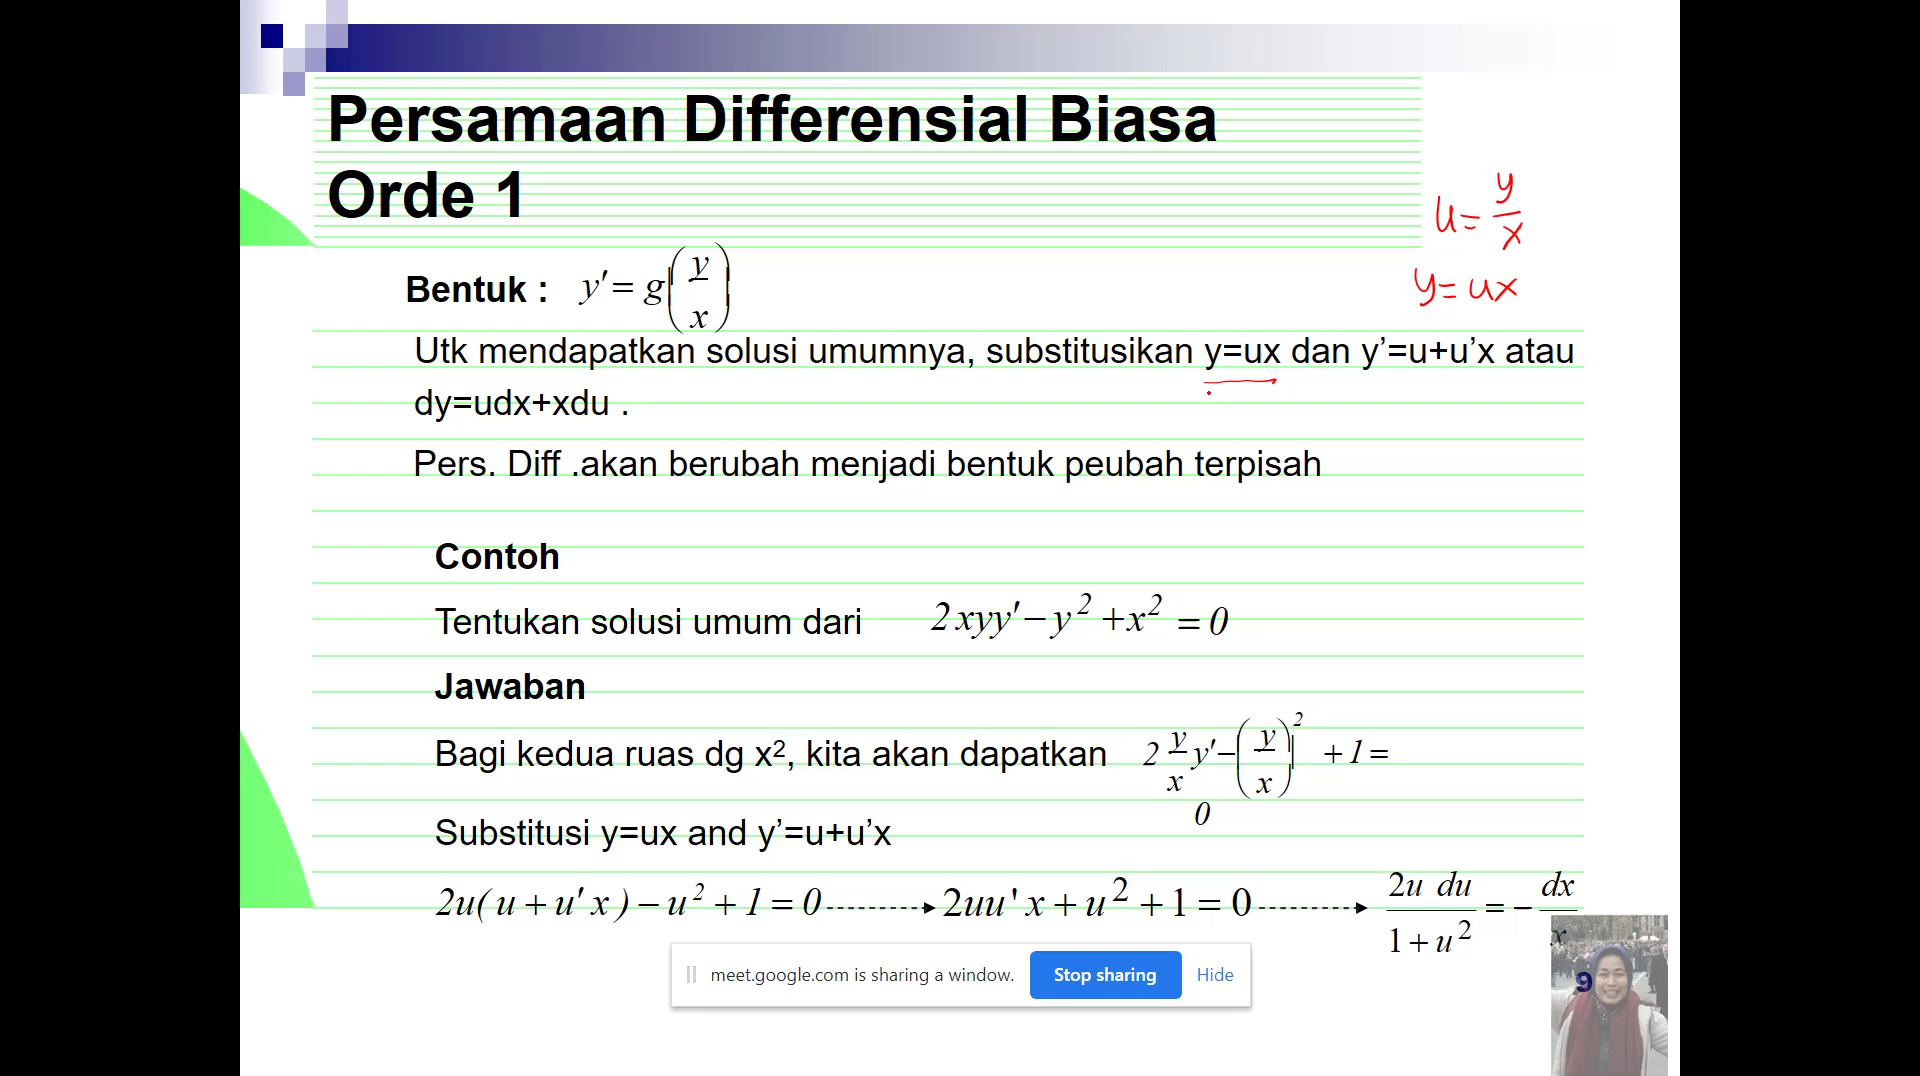 Persamaan Differensial Biasa
Orde 1
u = y/x
y = ux
Bentuk : y' = g(y/x)
Utk mendapatkan solusi umumnya, substitusikan y=ux dan y’=u+u’x atau
dy=udx+xdu .
Pers. Diff .akan berubah menjadi bentuk peubah terpisah
Contoh
Tentukan solusi umum dari 2xyy' − y² + x² = 0
Jawaban
Bagi kedua ruas dg x², kita akan dapatkan 2 y/x y' − (y/x)² + 1 =
0
Substitusi y=ux and y’=u+u’x
2u( u + u' x ) − u² + 1 = 0 2uu' x + u² + 1 = 0 2u du/1 + u² = − dx/x
meet.google.com is sharing a window. Stop sharing Hide
9